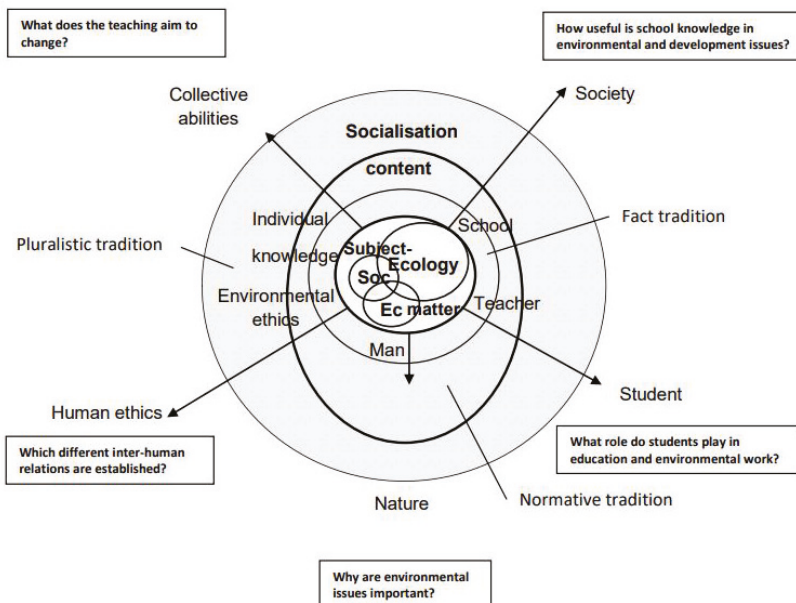 What does the teaching aim to
change?
How useful is school knowledge in
environmental and development issues?
Collective
abilities
Society
Socialisation
content
Individual
School
Fact tradition
Pluralistic tradition
knowledge
Subject-
Ecology
Soc
Environmental
ethics
Ec matter
Teacher
Man
Human ethics
Student
Which different inter-human
relations are established?
What role do students play in
education and environmental work?
Nature
Normative tradition
Why are environmental
issues important?